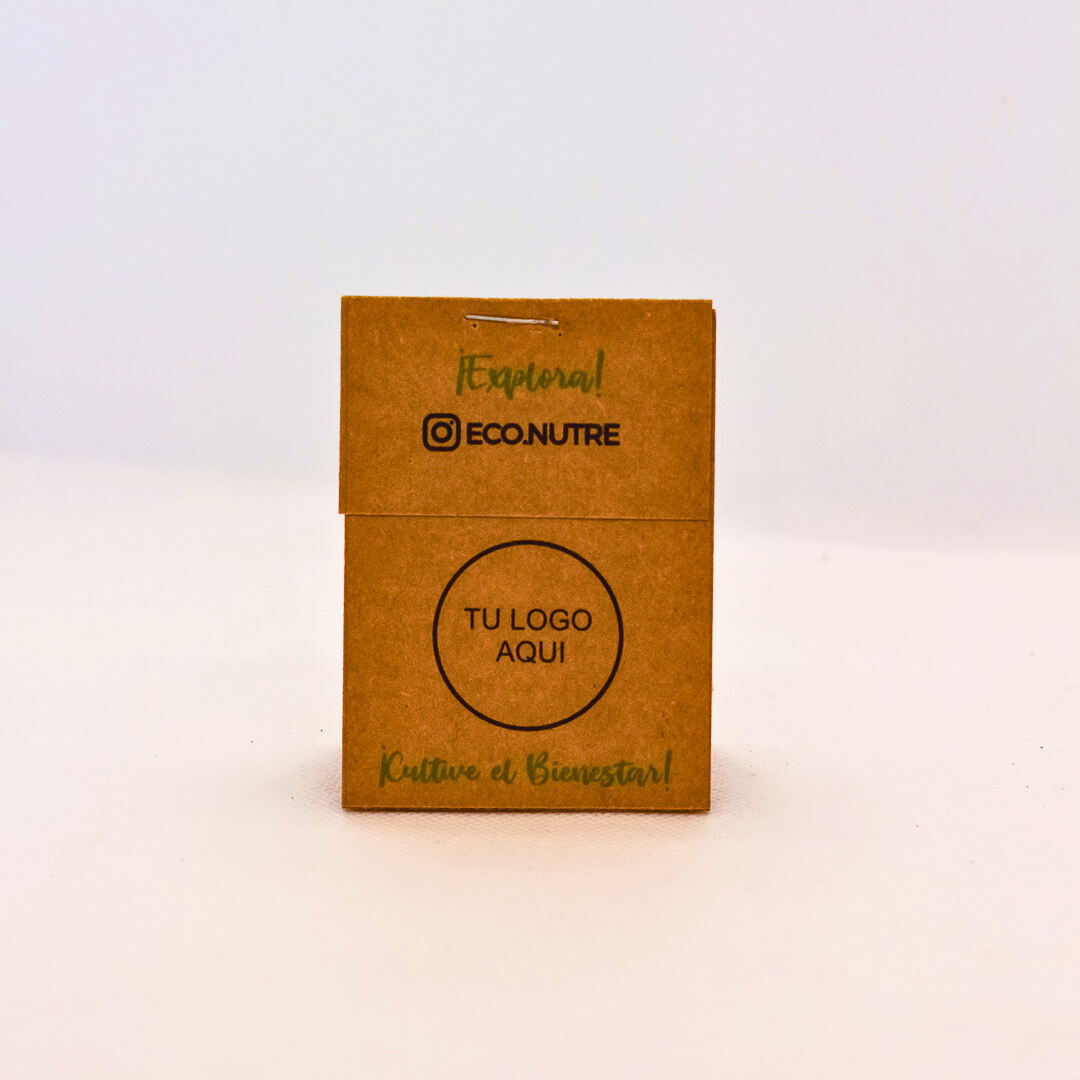 ¡Explora!
ECO.NUTRE
TU LOGO
AQUI
¡Cultive el Bienestar!